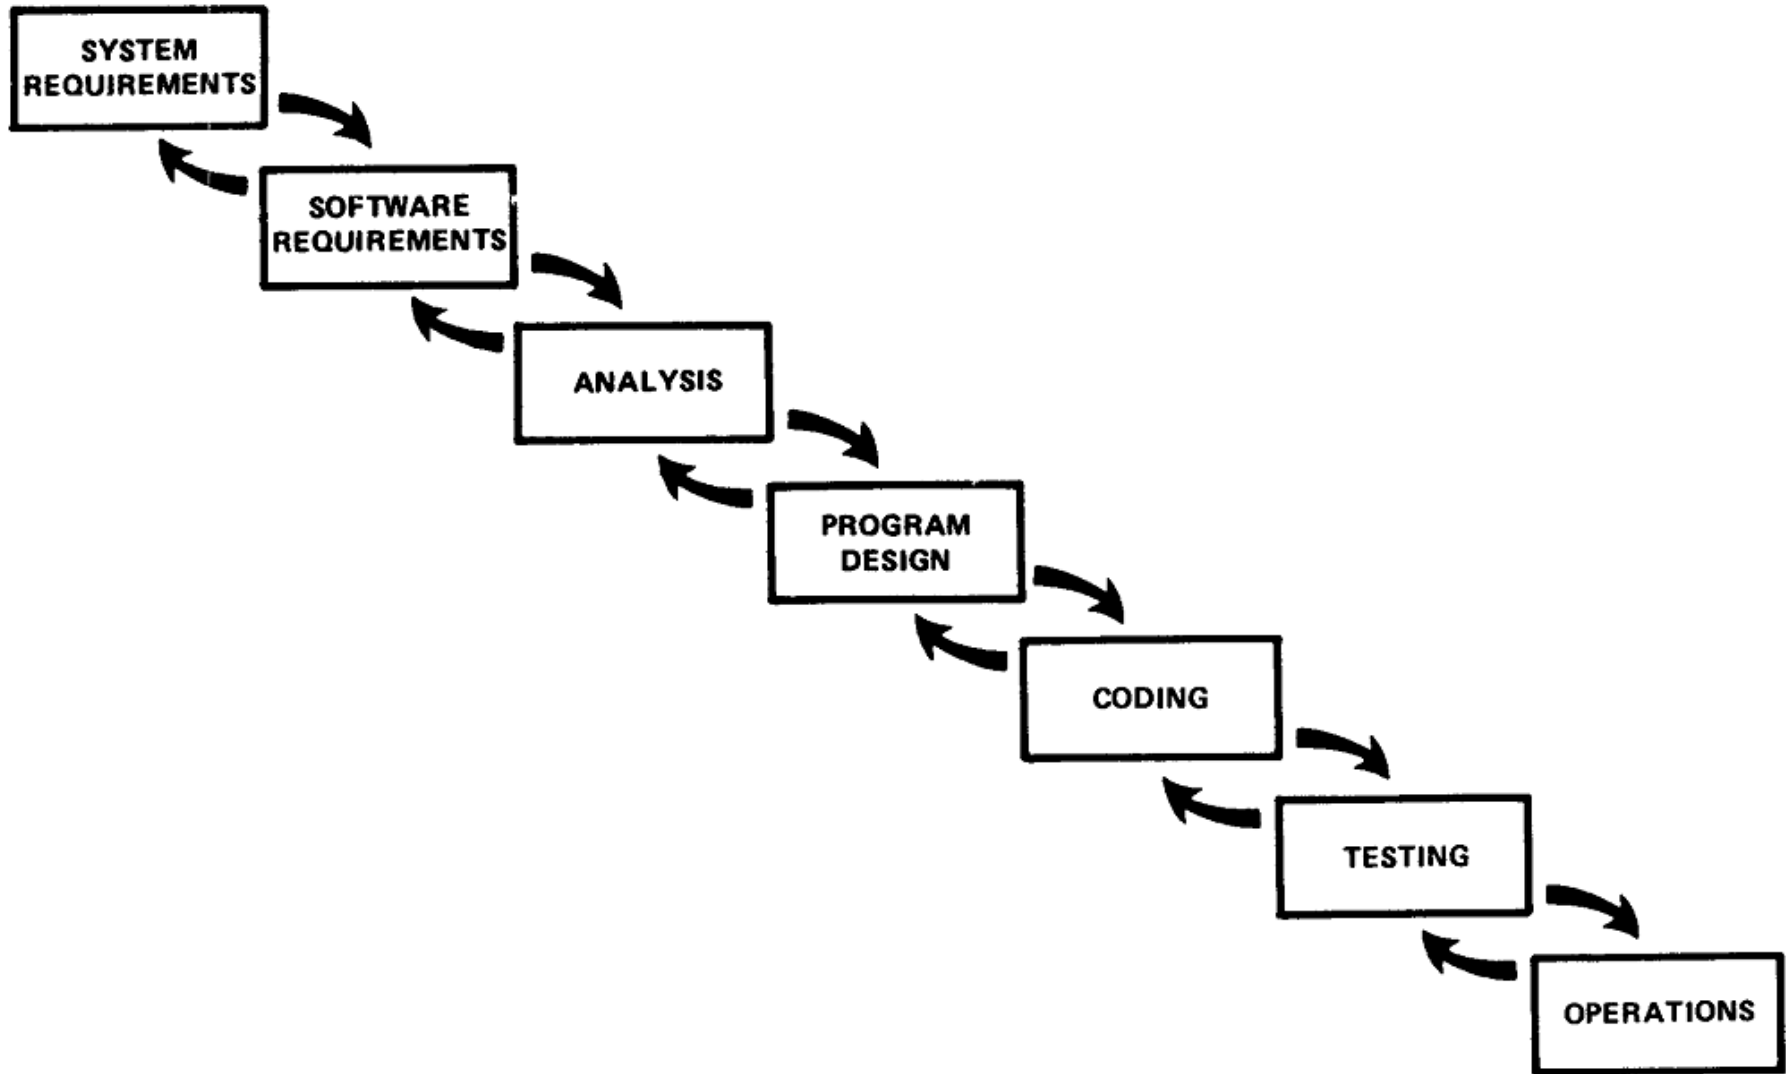 SYSTEM
REQUIREMENTS
SOFTWARE
REQUIREMENTS
ANALYSIS
PROGRAM
DESIGN
CODING
TESTING
OPERATIONS